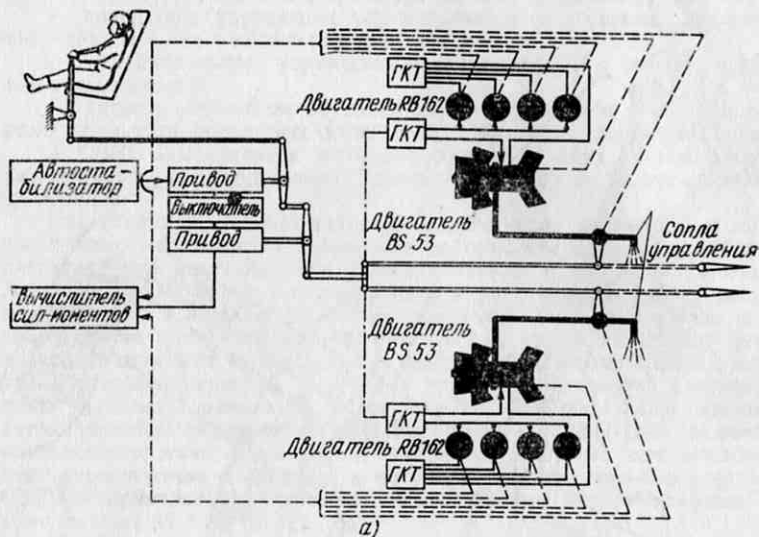 ГКТ
Двигатель RB162
ГКТ
Автоста-
билизатор
Привод
Выключатель
Привод
Двигатель
BS.53
Сопла
управления
Вычислитель
сил-моментов
Двигатель
BS.53
ГКТ
Двигатель RB162
ГКТ
а)